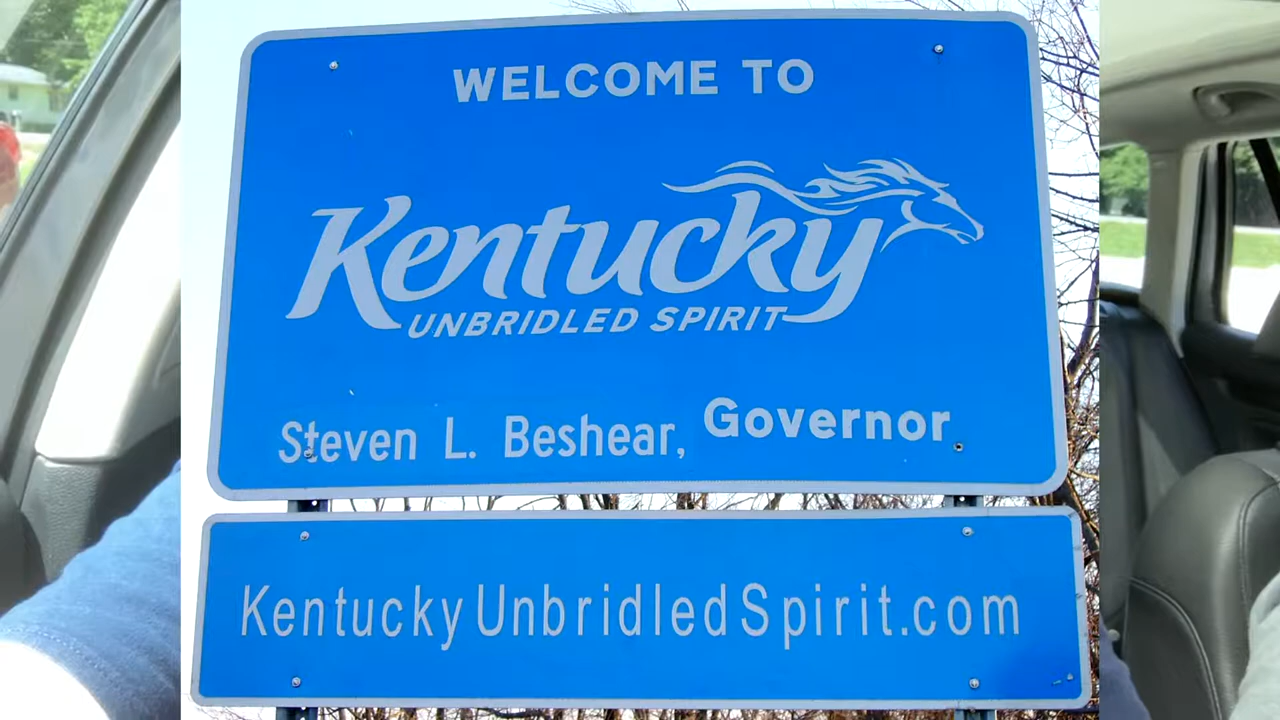 WELCOME TO
Kentucky
UNBRIDLED SPIRIT
Steven L. Beshear, Governor
KentuckyUnbridledSpirit.com